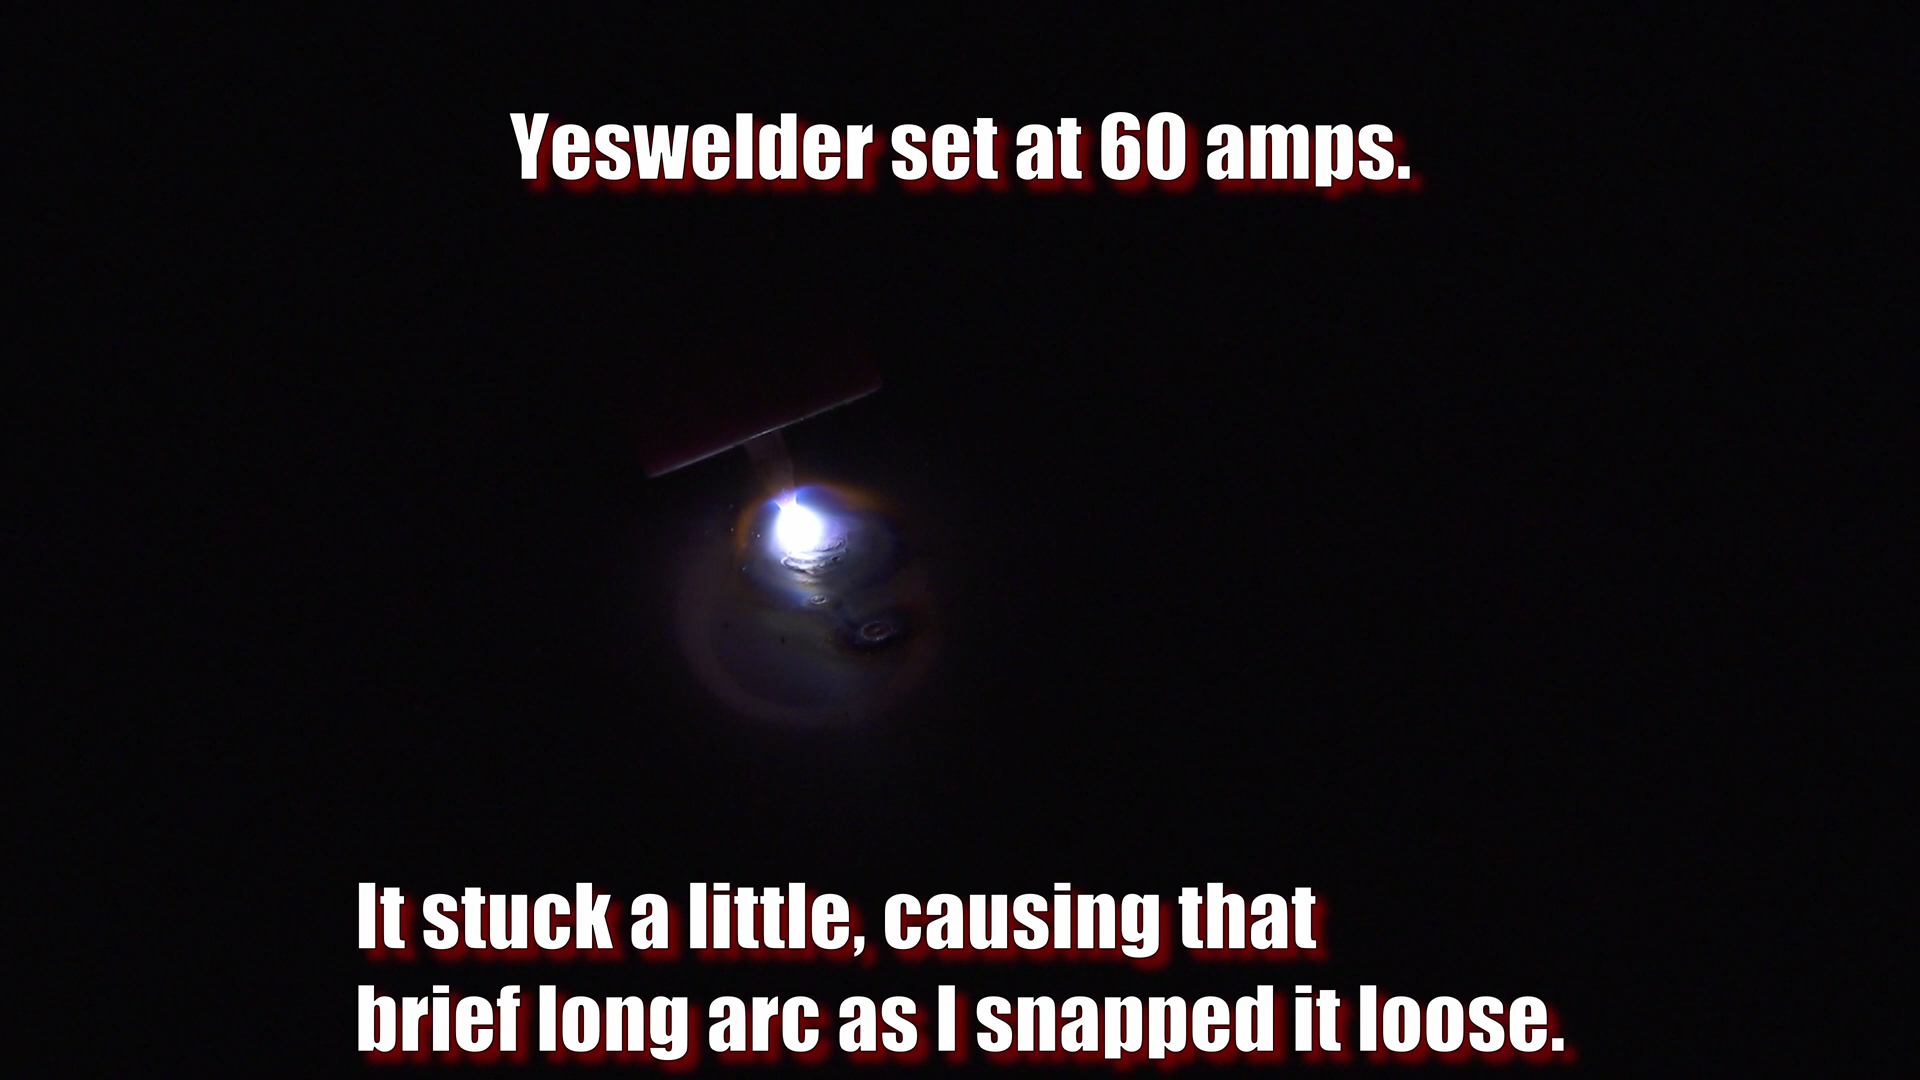 Yeswelder set at 60 amps.
It stuck a little, causing that
brief long arc as I snapped it loose.